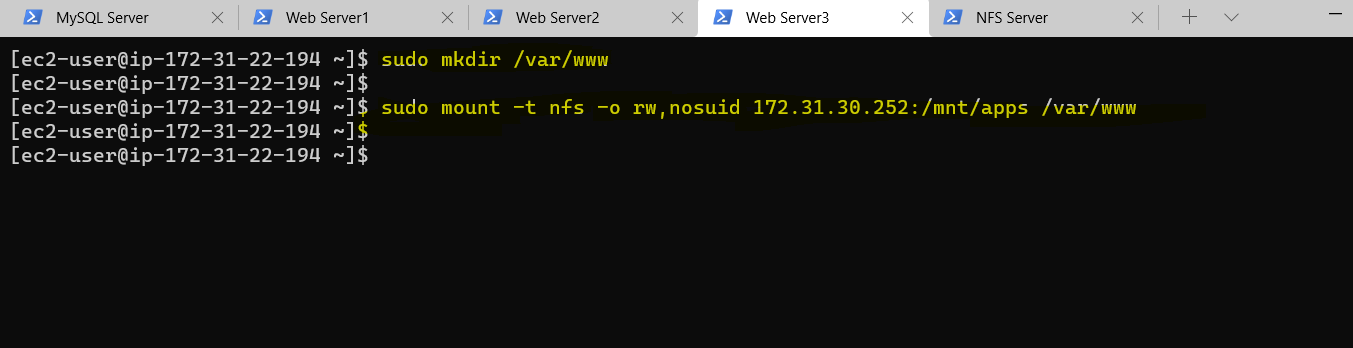 MySQL Server
Web Server1
Web Server2
Web Server3
NFS Server
[ec2-user@ip-172-31-22-194 ~]$ sudo mkdir /var/www
[ec2-user@ip-172-31-22-194 ~]$
[ec2-user@ip-172-31-22-194 ~]$ sudo mount -t nfs -o rw,nosuid 172.31.30.252:/mnt/apps /var/www
[ec2-user@ip-172-31-22-194 ~]$
[ec2-user@ip-172-31-22-194 ~]$